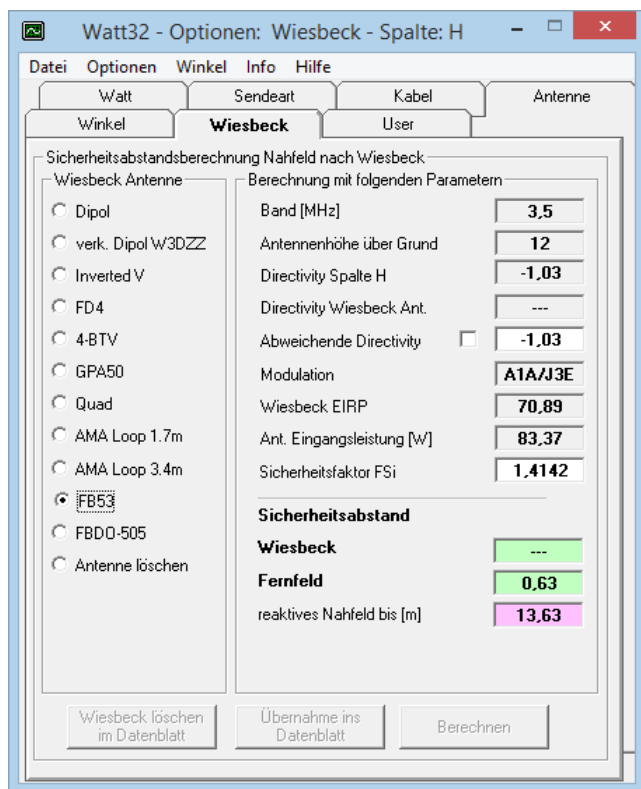 Watt32 - Optionen: Wiesbeck - Spalte: H
Datei Optionen Winkel Info Hilfe
Watt Sendeart Kabel Antenne
Winkel Wiesbeck User
Sicherheitsabstandsberechnung Nahfeld nach Wiesbeck
Wiesbeck Antenne
Dipol
verk. Dipol W3DZZ
Inverted V
FD4
4-BTV
GPA50
Quad
AMA Loop 1.7m
AMA Loop 3.4m
FB53
FBDO-505
Antenne löschen
Berechnung mit folgenden Parametern
Band [MHz] 3,5
Antennenhöhe über Grund 12
Directivity Spalte H -1,03
Directivity Wiesbeck Ant. ---
Abweichende Directivity -1,03
Modulation A1A/J3E
Wiesbeck EIRP 70,89
Ant. Eingangsleistung [W] 83,37
Sicherheitsfaktor FSi 1,4142
Sicherheitsabstand
Wiesbeck ---
Fernfeld 0,63
reaktives Nahfeld bis [m] 13,63
Wiesbeck löschen
im Datenblatt
Übernahme ins
Datenblatt
Berechnen